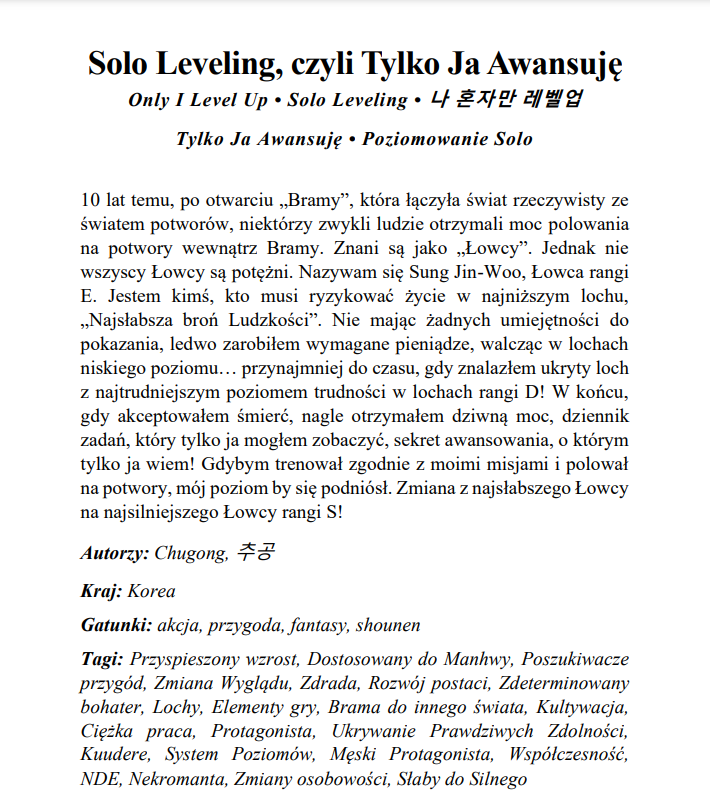 Solo Leveling, czyli Tylko Ja Awansuję
Only I Level Up • Solo Leveling • 나 혼자만 레벨업
Tylko Ja Awansuję • Poziomowanie Solo
10 lat temu, po otwarciu „Bramy”, która łączyła świat rzeczywisty ze
światem potworów, niektórzy zwykli ludzie otrzymali moc polowania
na potwory wewnątrz Bramy. Znani są jako „Łowcy”. Jednak nie
wszyscy Łowcy są potężni. Nazywam się Sung Jin-Woo, Łowca rangi
E. Jestem kimś, kto musi ryzykować życie w najniższym lochu,
„Najsłabsza broń Ludzkości”. Nie mając żadnych umiejętności do
pokazania, ledwo zarobiłem wymagane pieniądze, walcząc w lochach
niskiego poziomu… przynajmniej do czasu, gdy znalazłem ukryty loch
z najtrudniejszym poziomem trudności w lochach rangi D! W końcu,
gdy akceptowałem śmierć, nagle otrzymałem dziwną moc, dziennik
zadań, który tylko ja mogłem zobaczyć, sekret awansowania, o którym
tylko ja wiem! Gdybym trenował zgodnie z moimi misjami i polował
na potwory, mój poziom by się podniósł. Zmiana z najsłabszego Łowcy
na najsilniejszego Łowcy rangi S!
Autorzy: Chugong, 추공
Kraj: Korea
Gatunki: akcja, przygoda, fantasy, shounen
Tagi: Przyspieszony wzrost, Dostosowany do Manhwy, Poszukiwacze
przygód, Zmiana Wyglądu, Zdrada, Rozwój postaci, Zdeterminowany
bohater, Lochy, Elementy gry, Brama do innego świata, Kultywacja,
Ciężka praca, Protagonista, Ukrywanie Prawdziwych Zdolności,
Kuudere, System Poziomów, Męski Protagonista, Współczesność,
NDE, Nekromanta, Zmiany osobowości, Słaby do Silnego